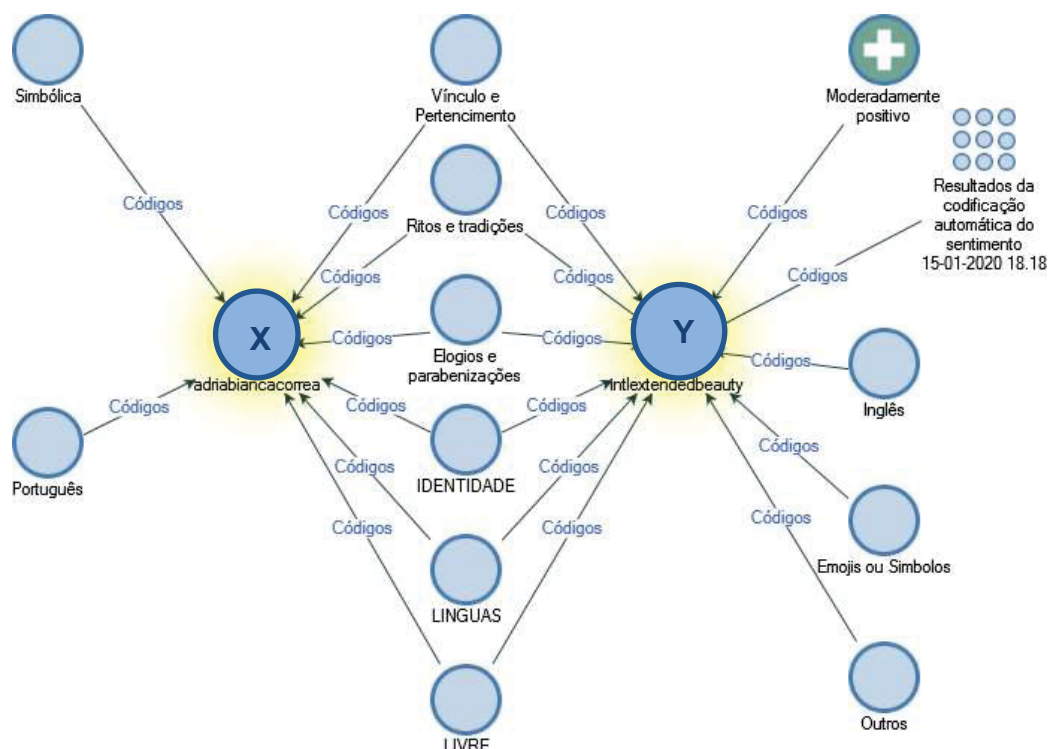 Simbólica
Vínculo e
Pertencimento
Moderadamente
positivo
Resultados da
codificação
automática do
sentimento
15-01-2020 18.18
Códigos
Códigos
Códigos
Códigos
Ritos e tradições
Códigos
Códigos
Códigos
X
Y
Códigos
Códigos
Elogios e
parabenizações
Códigos
adriabiancacorrea
intlextendedbeauty
Inglês
Códigos
Códigos
Códigos
Português
IDENTIDADE
Códigos
Códigos
Códigos
Códigos
Códigos
Códigos
Emojis ou Simbolos
LINGUAS
Outros
LIVRE